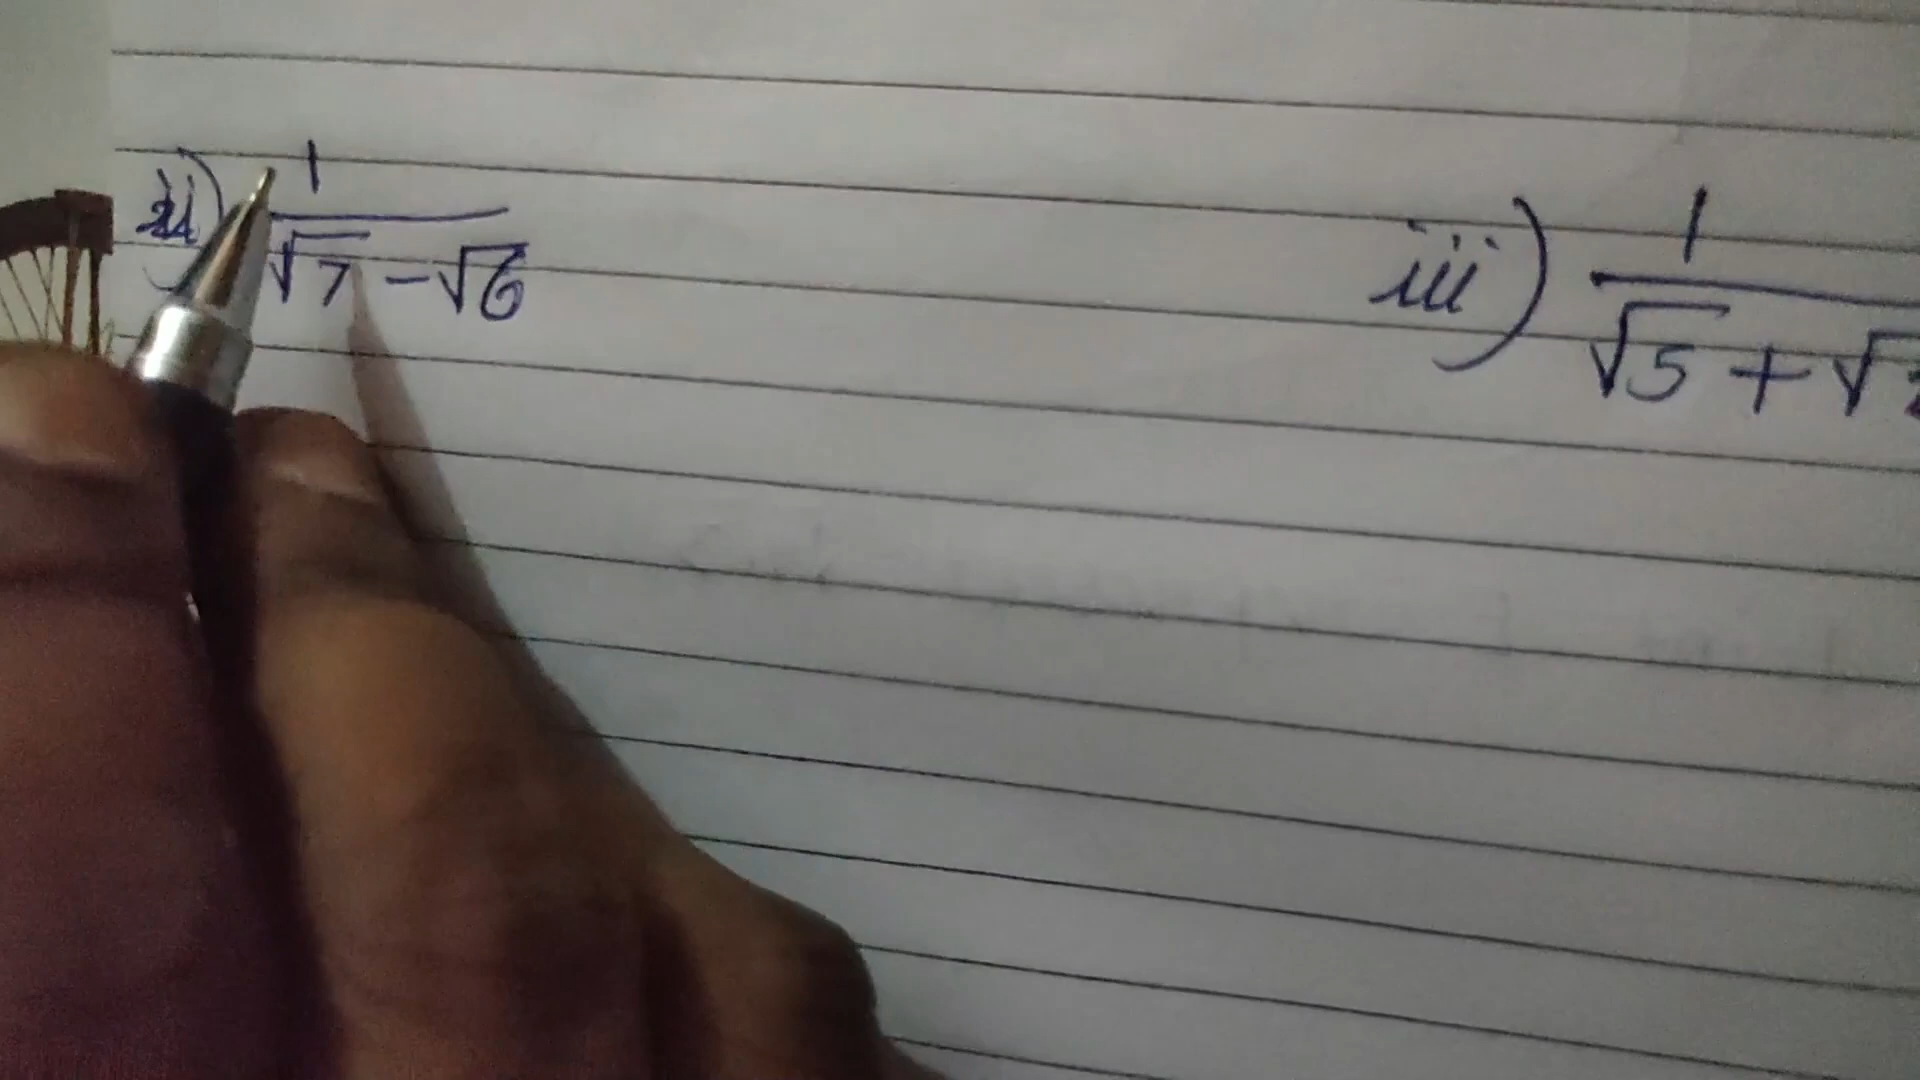 ii) 1/(√7 - √6)
iii) 1/(√5 + √